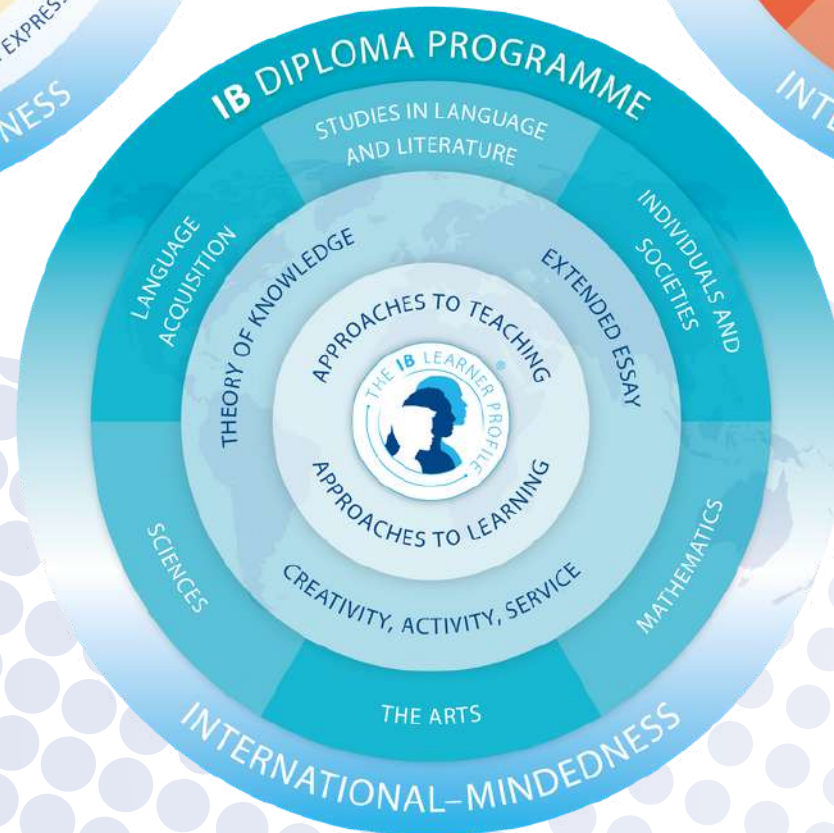 EXPRESS
NESS
INTE
IB DIPLOMA PROGRAMME
STUDIES IN LANGUAGE
AND LITERATURE
LANGUAGE
ACQUISITION
INDIVIDUALS AND
SOCIETIES
THEORY OF KNOWLEDGE
EXTENDED ESSAY
APPROACHES TO TEACHING
THE IB LEARNER PROFILE ®
APPROACHES TO LEARNING
CREATIVITY, ACTIVITY, SERVICE
SCIENCES
MATHEMATICS
THE ARTS
INTERNATIONAL–MINDEDNESS